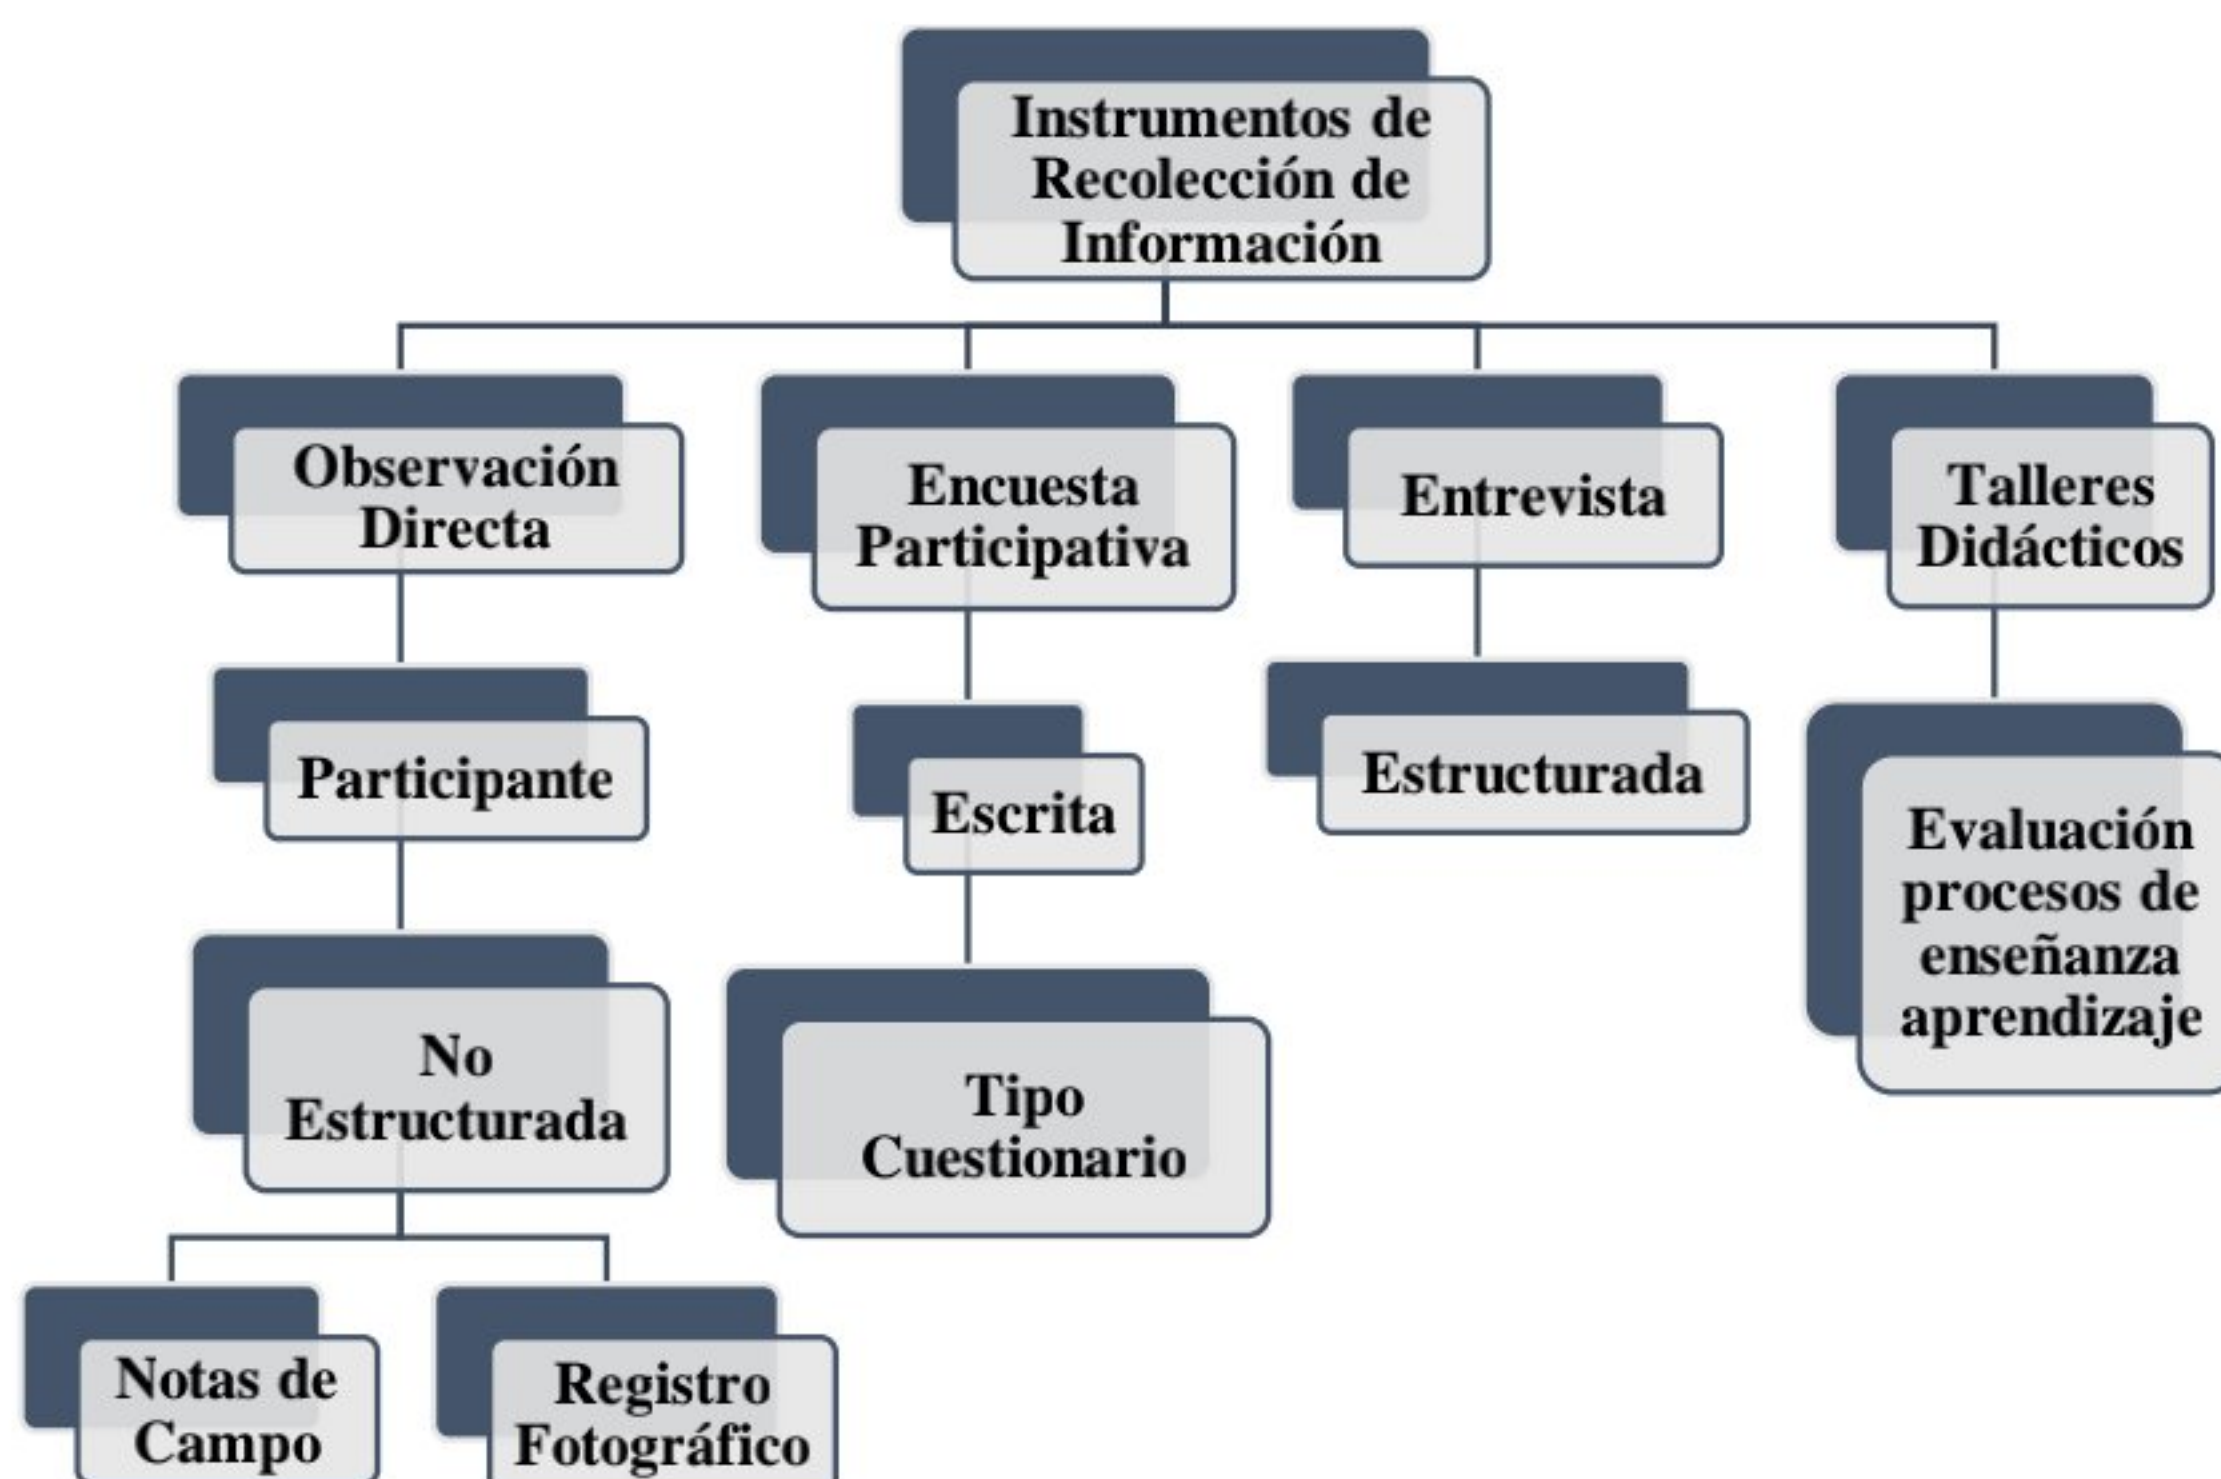 Instrumentos de
Recolección de
Información
Observación
Directa
Encuesta
Participativa
Entrevista
Talleres
Didácticos
Participante
Escrita
Estructurada
Evaluación
procesos de
enseñanza
aprendizaje
No
Estructurada
Tipo
Cuestionario
Notas de
Campo
Registro
Fotográfico